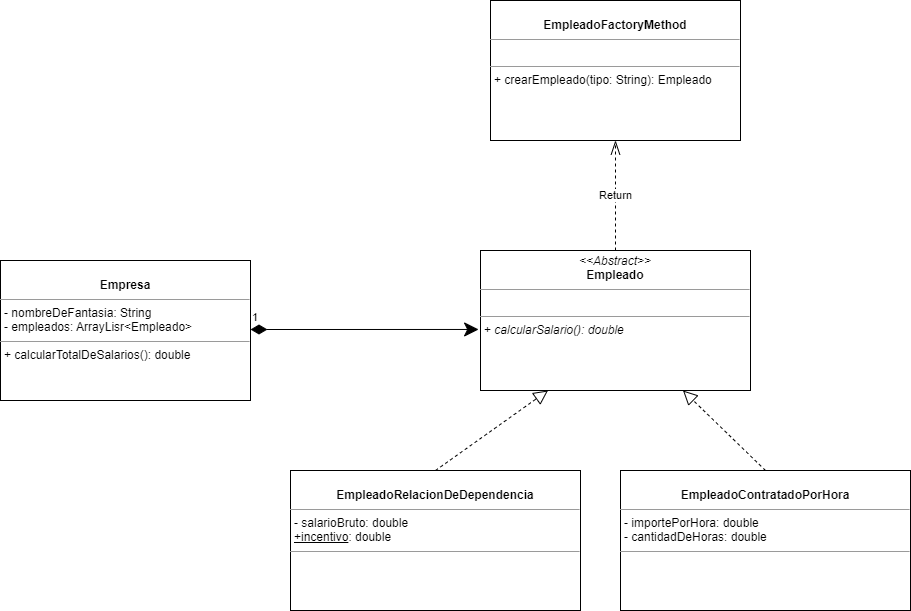 EmpleadoFactoryMethod
+ crearEmpleado(tipo: String): Empleado
Return
<<Abstract>>
Empleado
+ calcularSalario(): double
Empresa
- nombreDeFantasia: String
- empleados: ArrayLisr<Empleado>
+ calcularTotalDeSalarios(): double
1
EmpleadoRelacionDeDependencia
- salarioBruto: double
+incentivo: double
EmpleadoContratadoPorHora
- importePorHora: double
- cantidadDeHoras: double